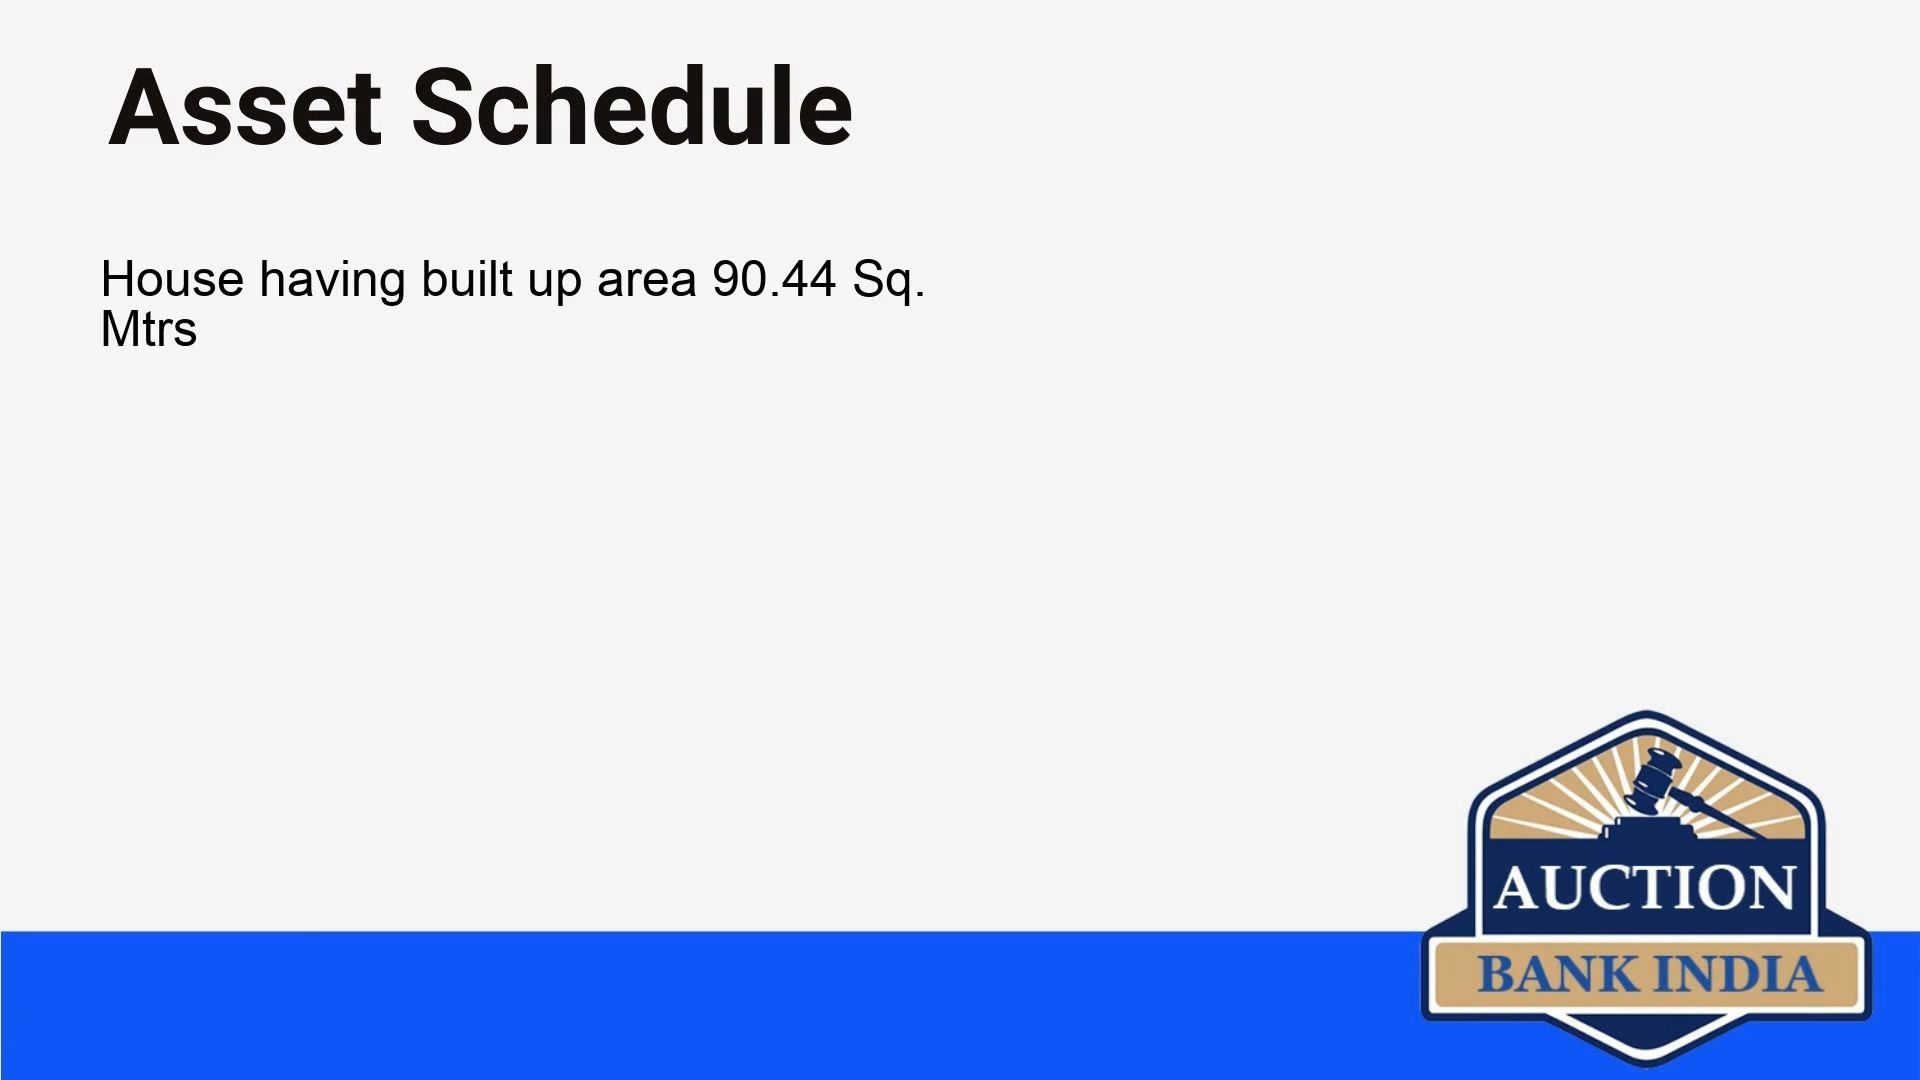 Asset Schedule
House having built up area 90.44 Sq.
Mtrs
AUCTION
BANK INDIA